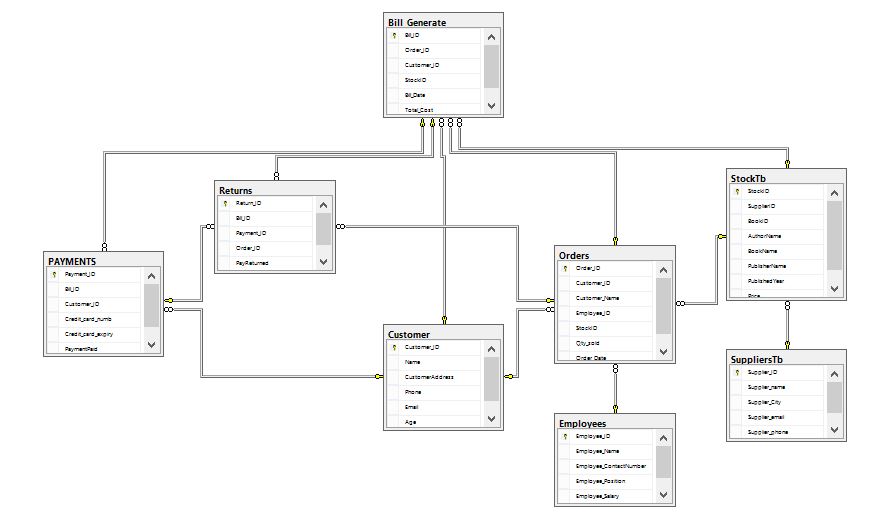 Bill_Generate
Bill_ID
Order_ID
Customer_ID
StockID
Bill_Date
Total_Cost
Returns
Return_ID
Bill_ID
Payment_ID
Order_ID
PayReturned
StockTb
StockID
SupplierID
BookID
AuthorName
BookName
PublisherName
PublishedYear
Price
PAYMENTS
Payment_ID
Bill_ID
Customer_ID
Credit_card_numb
Credit_card_expiry
PaymentPaid
Orders
Order_ID
Customer_ID
Customer_Name
Employee_ID
StockID
Qty_sold
Order Date
Customer
Customer_ID
Name
CustomerAddress
Phone
Email
Age
SuppliersTb
Supplier_ID
Supplier_name
Supplier_City
Supplier_email
Supplier_phone
Employees
Employee_ID
Employee_Name
Employee_ContactNumber
Employee_Position
Employee_Salary